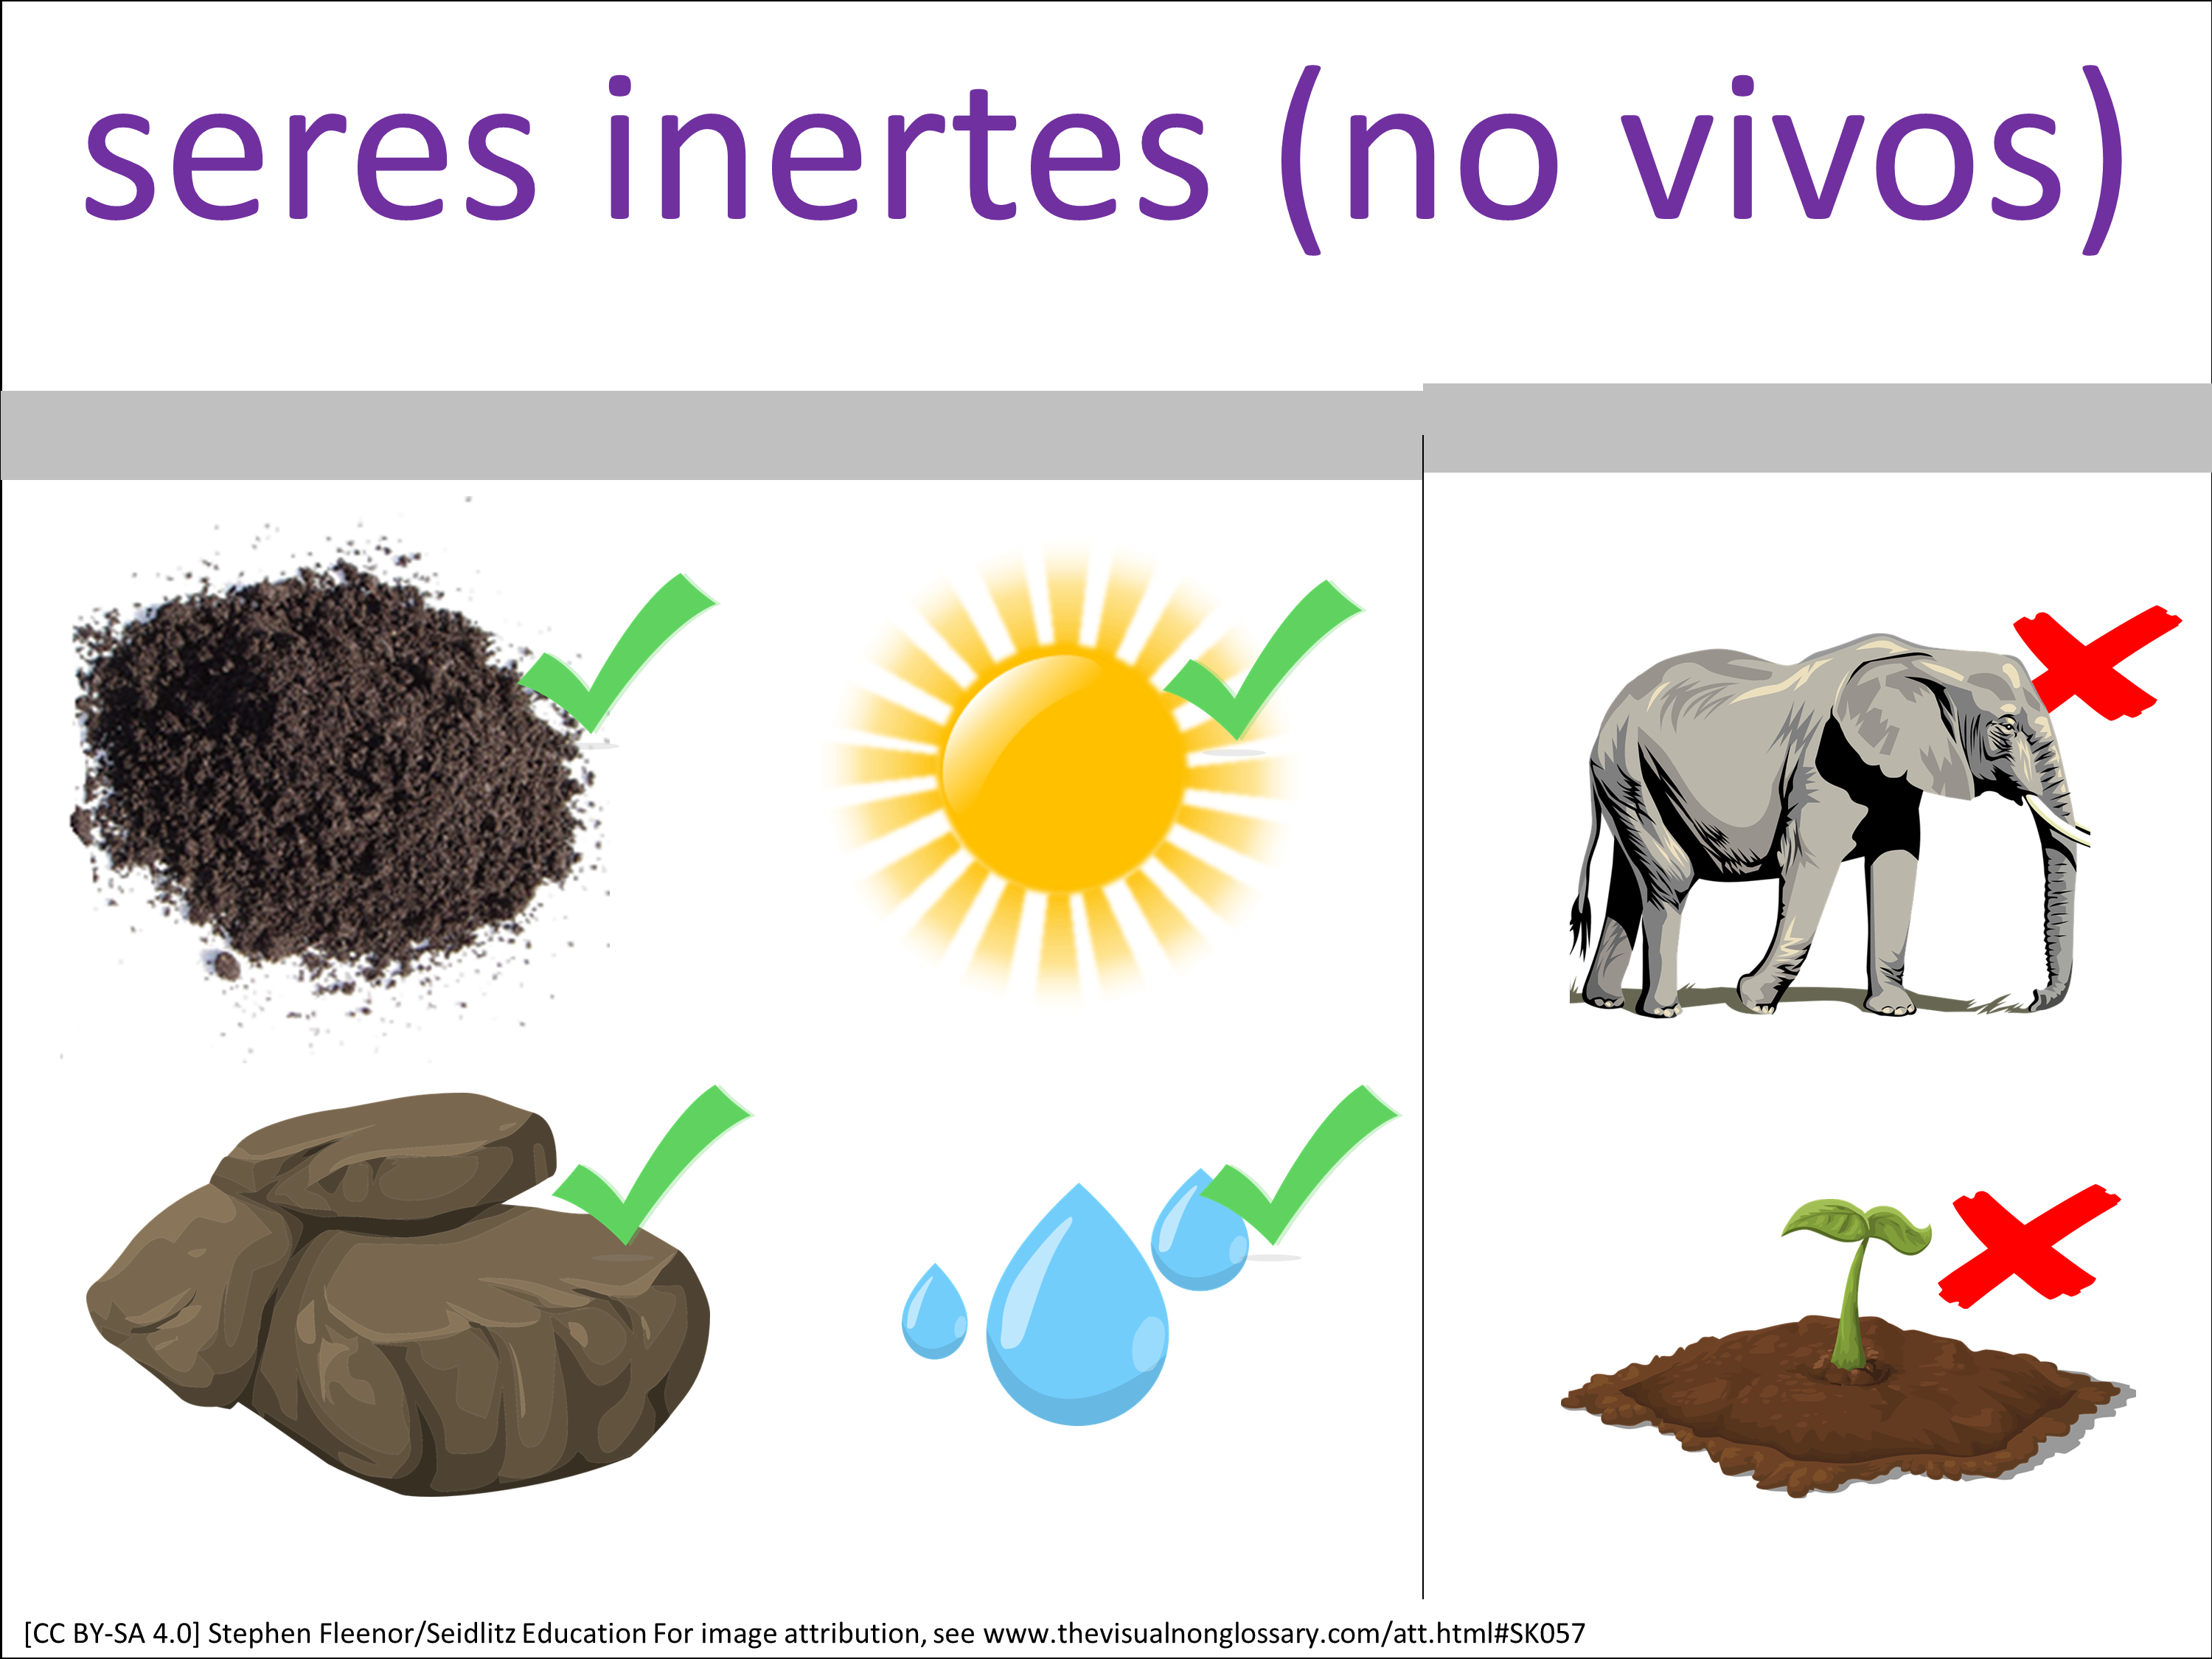 seres inertes (no vivos)
[CC BY-SA 4.0] Stephen Fleenor/Seidlitz Education For image attribution, see www.thevisualnonglossary.com/att.html#SK057